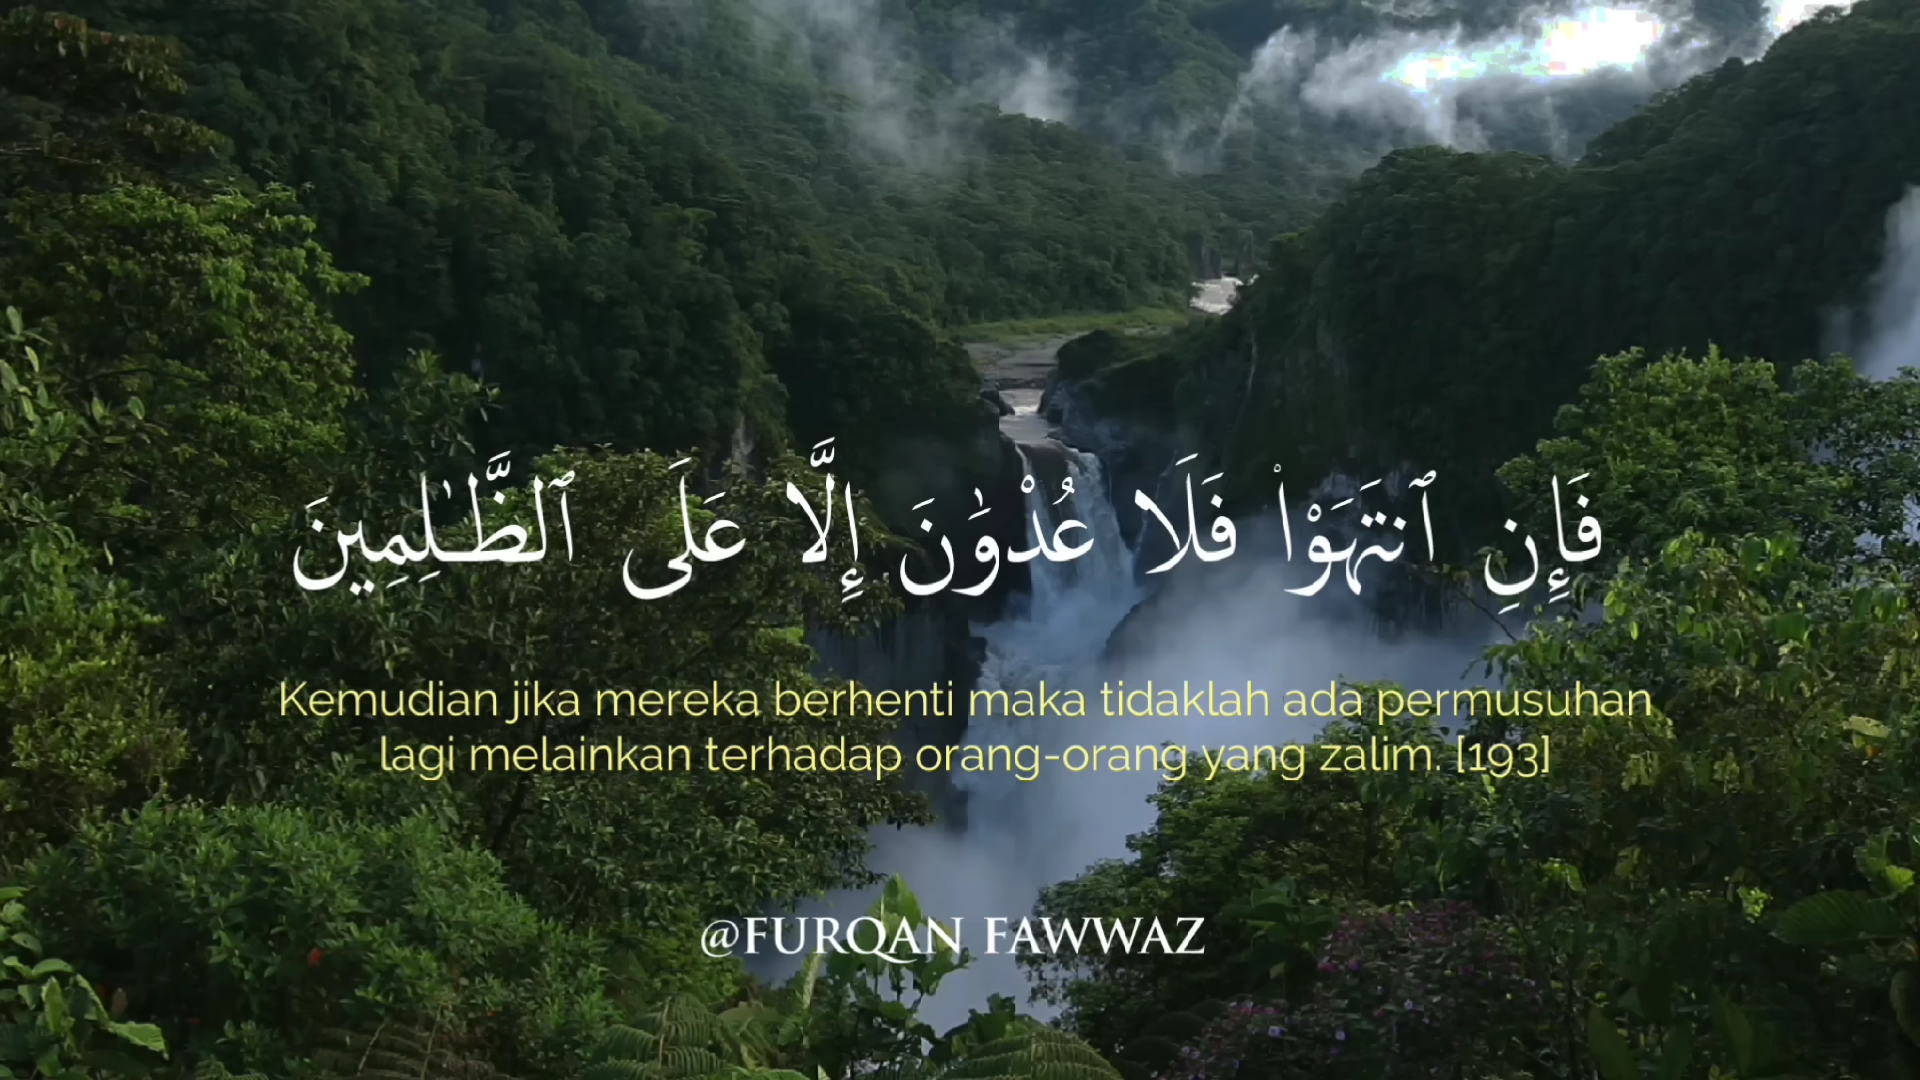 فَإِنِ ٱنتَهَوْا۟ فَلَا عُدْوَٰنَ إِلَّا عَلَى ٱلظَّـٰلِمِينَ
Kemudian jika mereka berhenti maka tidaklah ada permusuhan
lagi melainkan terhadap orang-orang yang zalim. [193]
@FURQAN FAWWAZ